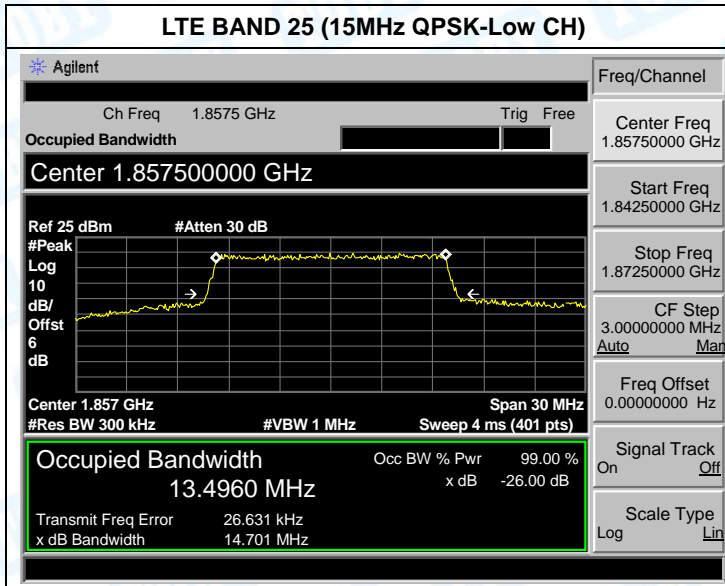 LTE BAND 25 (15MHz QPSK-Low CH)
Agilent
Freq/Channel
Ch Freq 1.8575 GHz Trig Free
Occupied Bandwidth
Center 1.857500000 GHz
Center Freq
1.85750000 GHz
Start Freq
1.84250000 GHz
Stop Freq
1.87250000 GHz
CF Step
3.00000000 MHz
Auto Man
Freq Offset
0.00000000 Hz
Signal Track
On Off
Scale Type
Log Lin
Ref 25 dBm #Atten 30 dB
#Peak
Log
10
dB/
Offst
6
dB
Center 1.857 GHz Span 30 MHz
#Res BW 300 kHz #VBW 1 MHz Sweep 4 ms (401 pts)
Occupied Bandwidth Occ BW % Pwr 99.00 %
13.4960 MHz x dB -26.00 dB
Transmit Freq Error 26.631 kHz
x dB Bandwidth 14.701 MHz